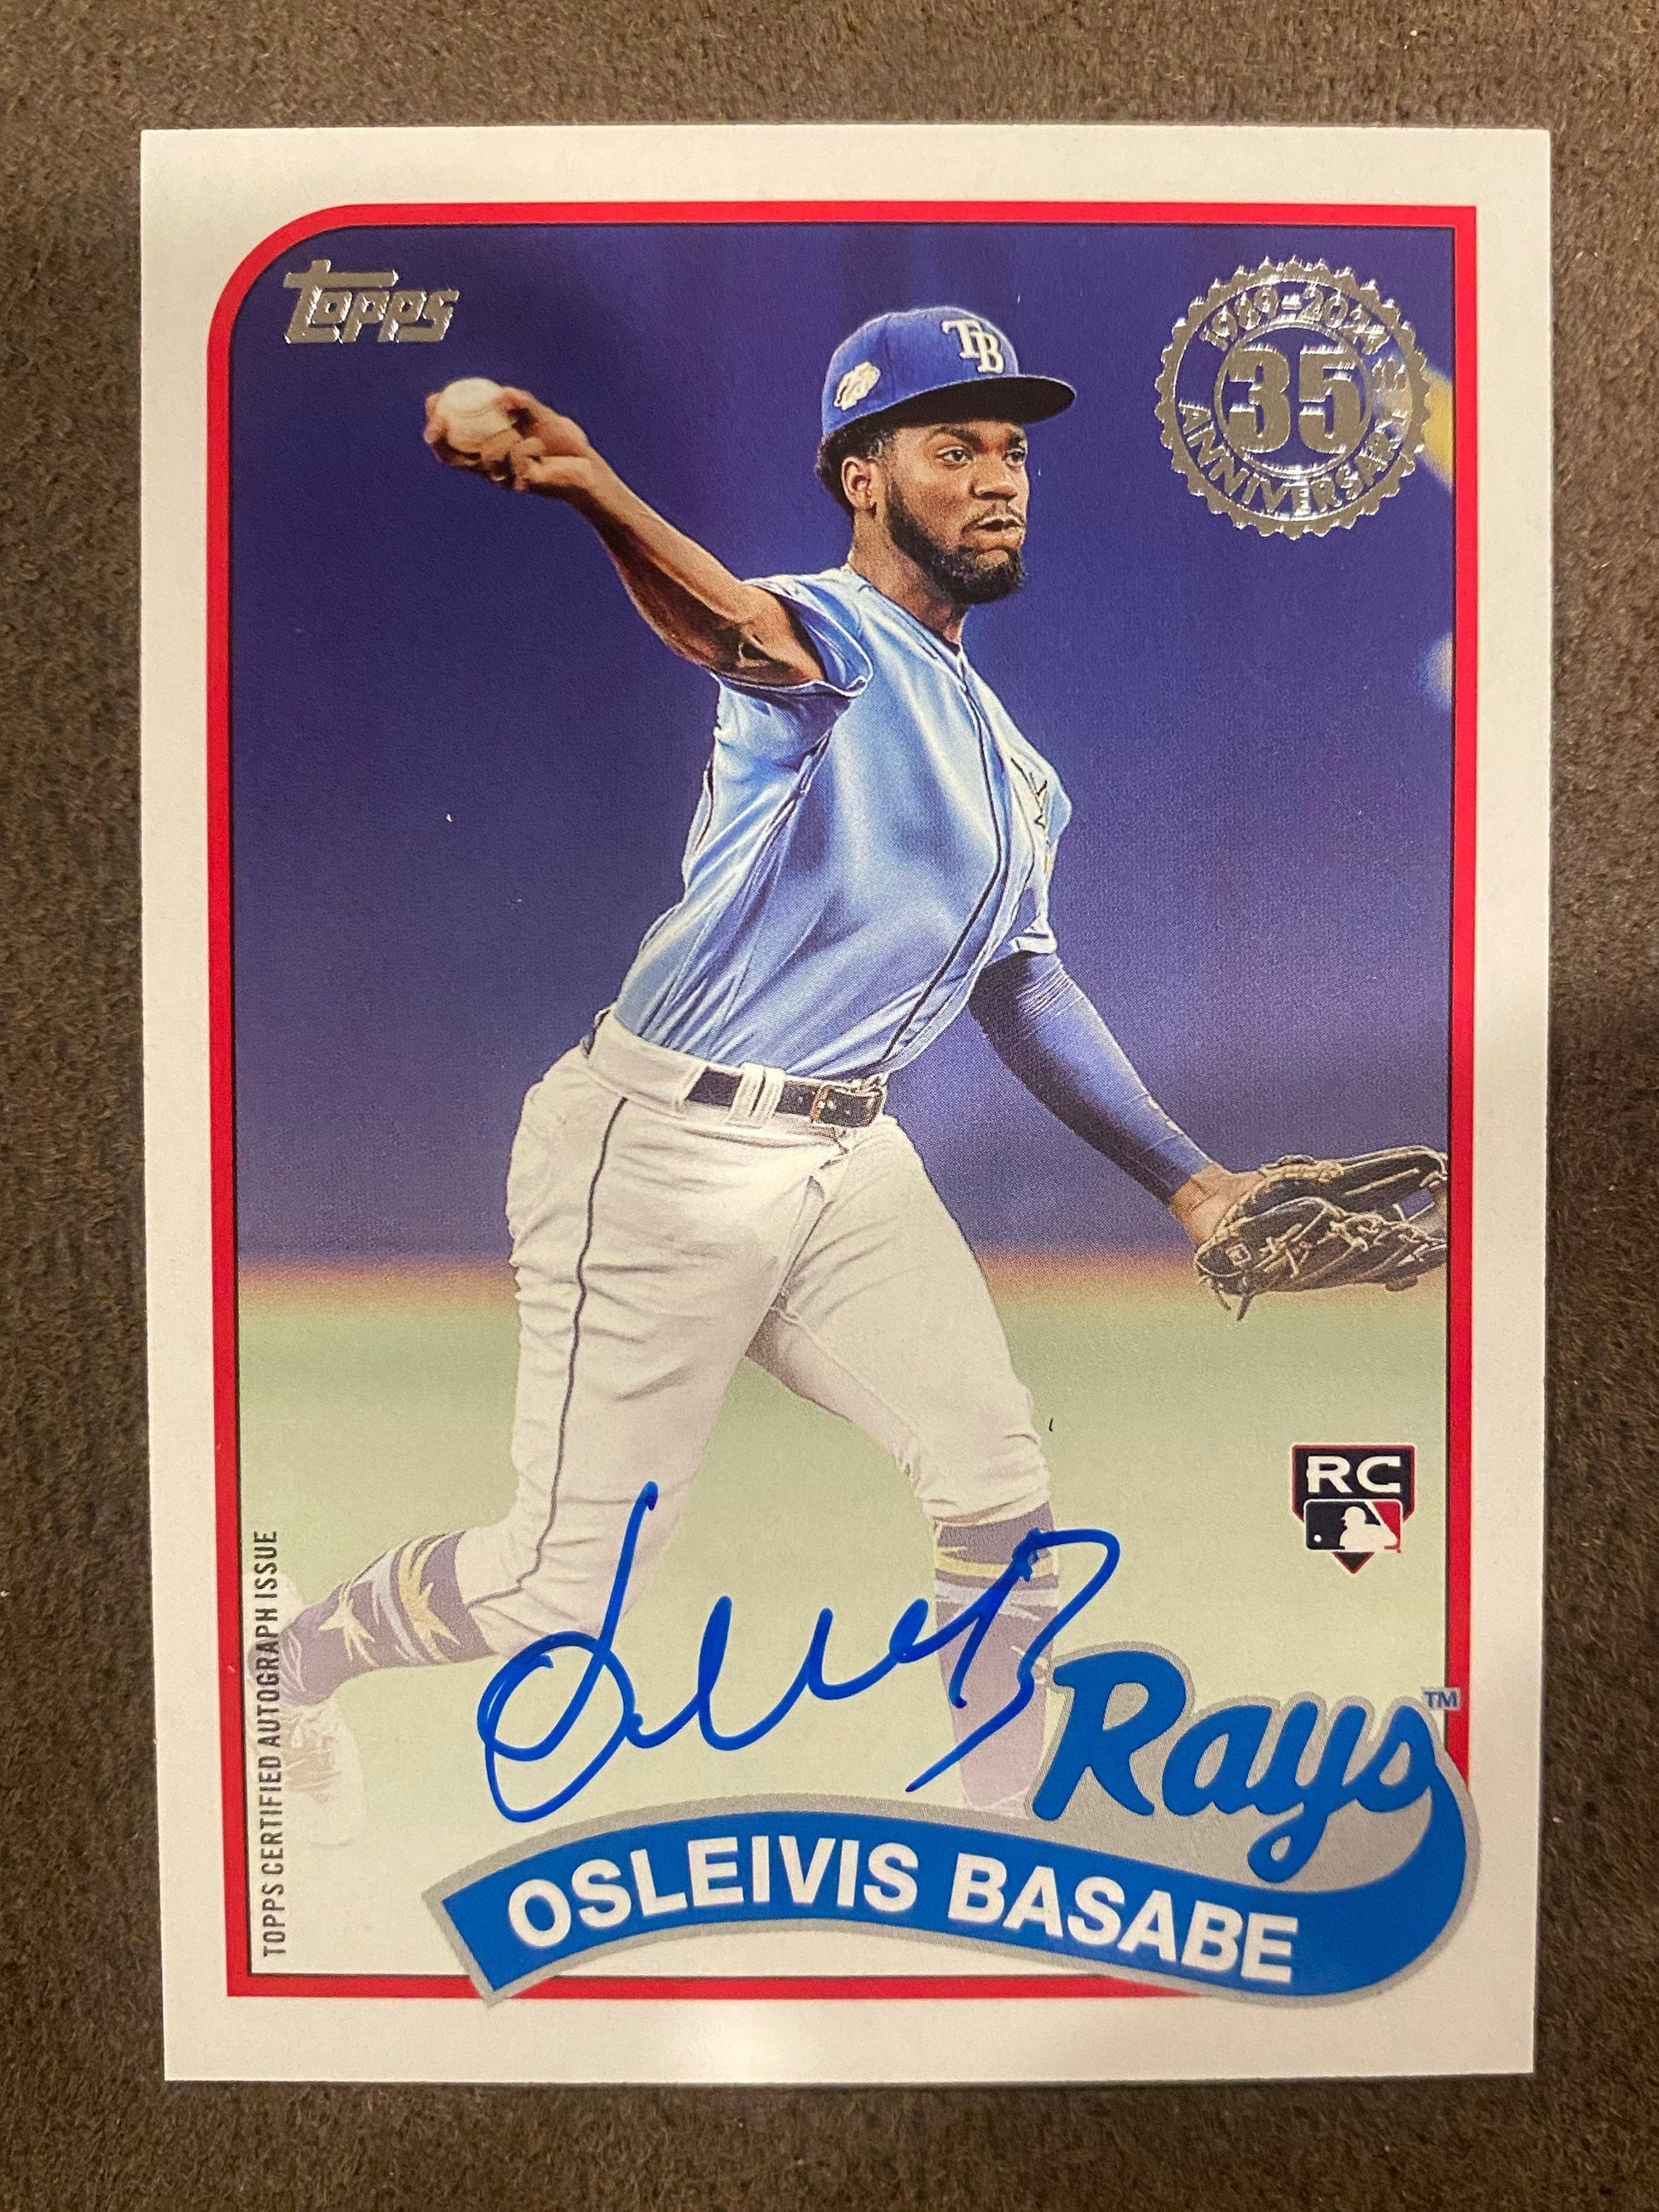 Topps
1989-2024
35
ANNIVERSARY
TB
RC
TOPPS CERTIFIED AUTOGRAPH ISSUE
Rays™
OSLEIVIS BASABE